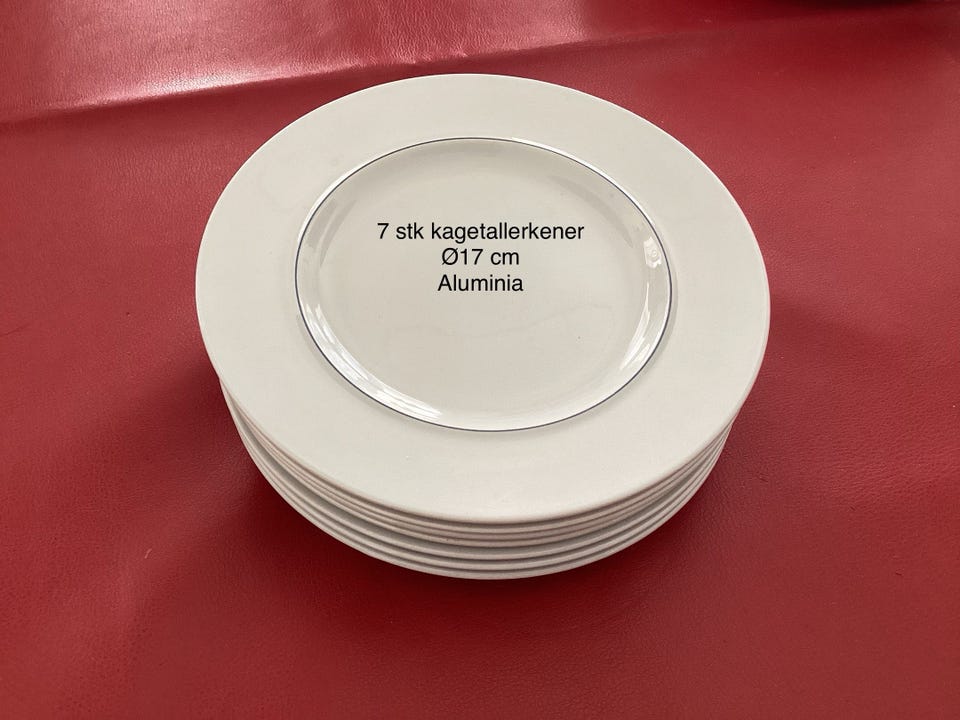 7 stk kagetallerkener
Ø17 cm
Aluminia